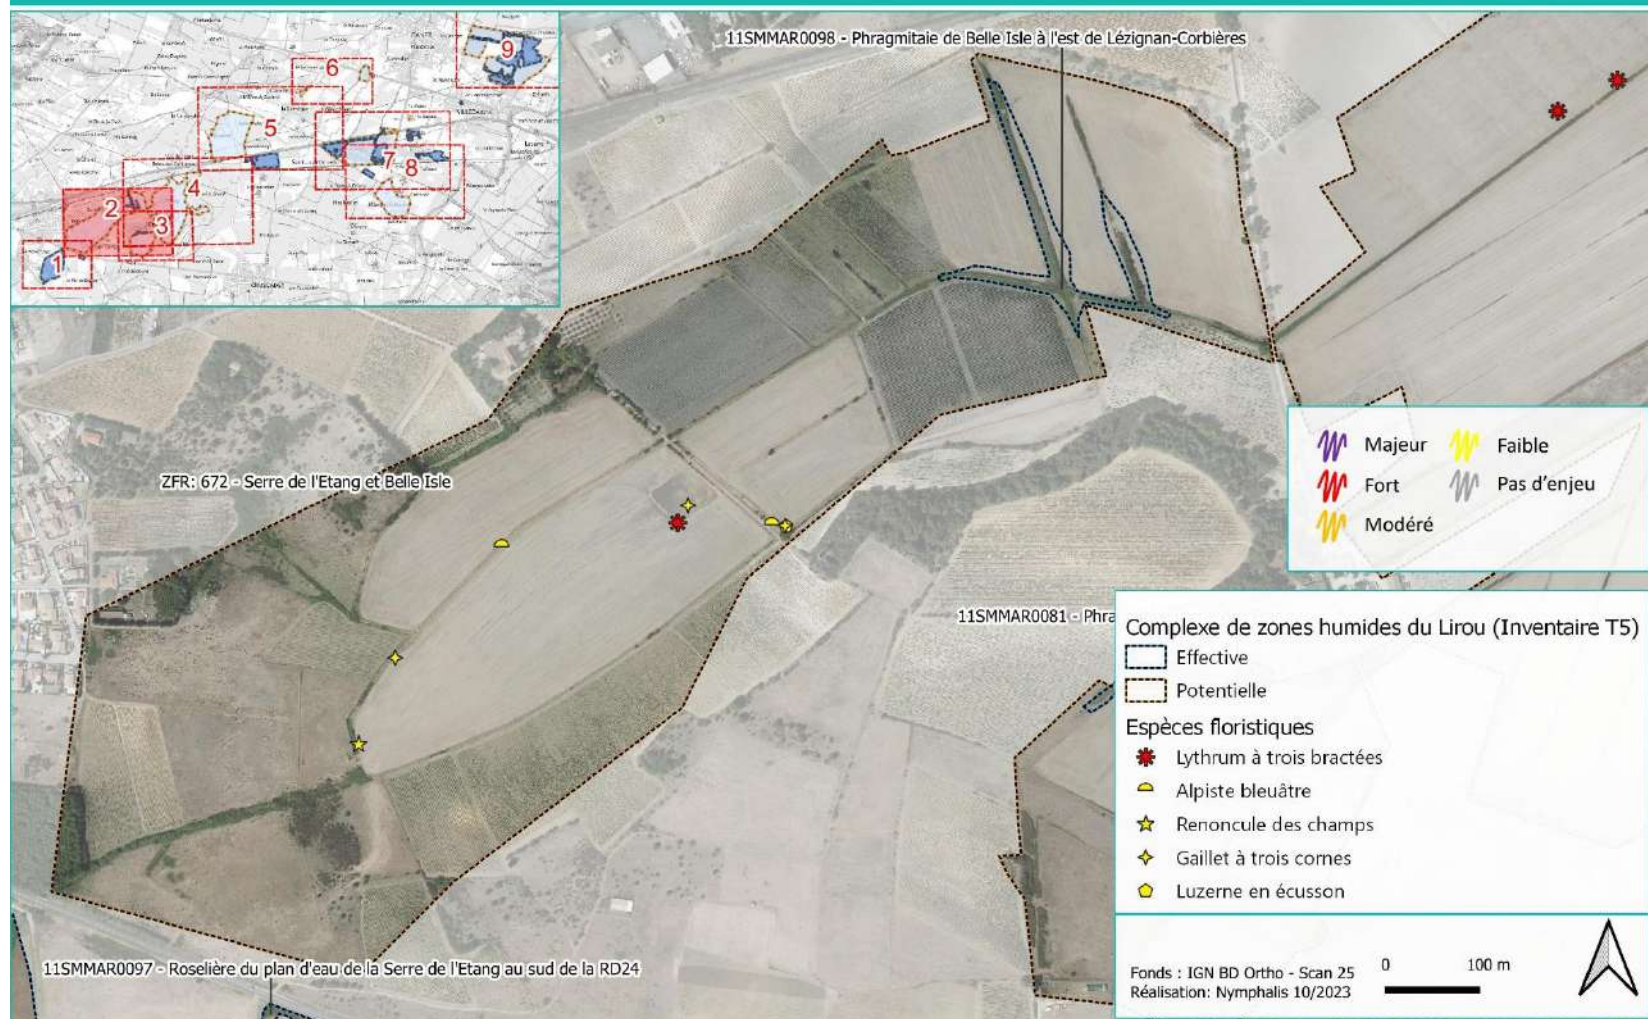 11SMMAR0098 - Phragmitaie de Belle Isle à l'est de Lézignan-Corbières
1
2
3
4
5
6
7
8
9
ZFR: 672 - Serre de l'Etang et Belle Isle
11SMMAR0081 - Phra
11SMMAR0097 - Roselière du plan d'eau de la Serre de l'Etang au sud de la RD24
Majeur
Faible
Fort
Pas d'enjeu
Modéré
Complexe de zones humides du Lirou (Inventaire T5)
Effective
Potentielle
Espèces floristiques
Lythrum à trois bractées
Alpiste bleuâtre
Renoncule des champs
Gaillet à trois cornes
Luzerne en écusson
Fonds : IGN BD Ortho - Scan 25
Réalisation: Nymphalis 10/2023
0 100 m